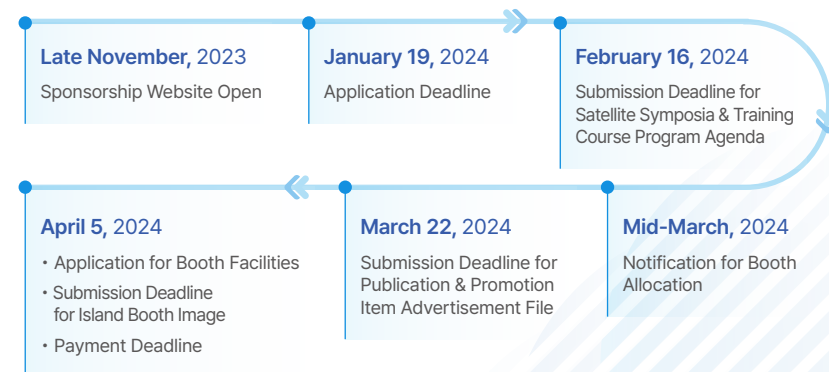 Late November, 2023
Sponsorship Website Open
January 19, 2024
Application Deadline
February 16, 2024
Submission Deadline for
Satellite Symposia & Training
Course Program Agenda
Mid-March, 2024
Notification for Booth
Allocation
March 22, 2024
Submission Deadline for
Publication & Promotion
Item Advertisement File
April 5, 2024
• Application for Booth Facilities
• Submission Deadline
for Island Booth Image
• Payment Deadline